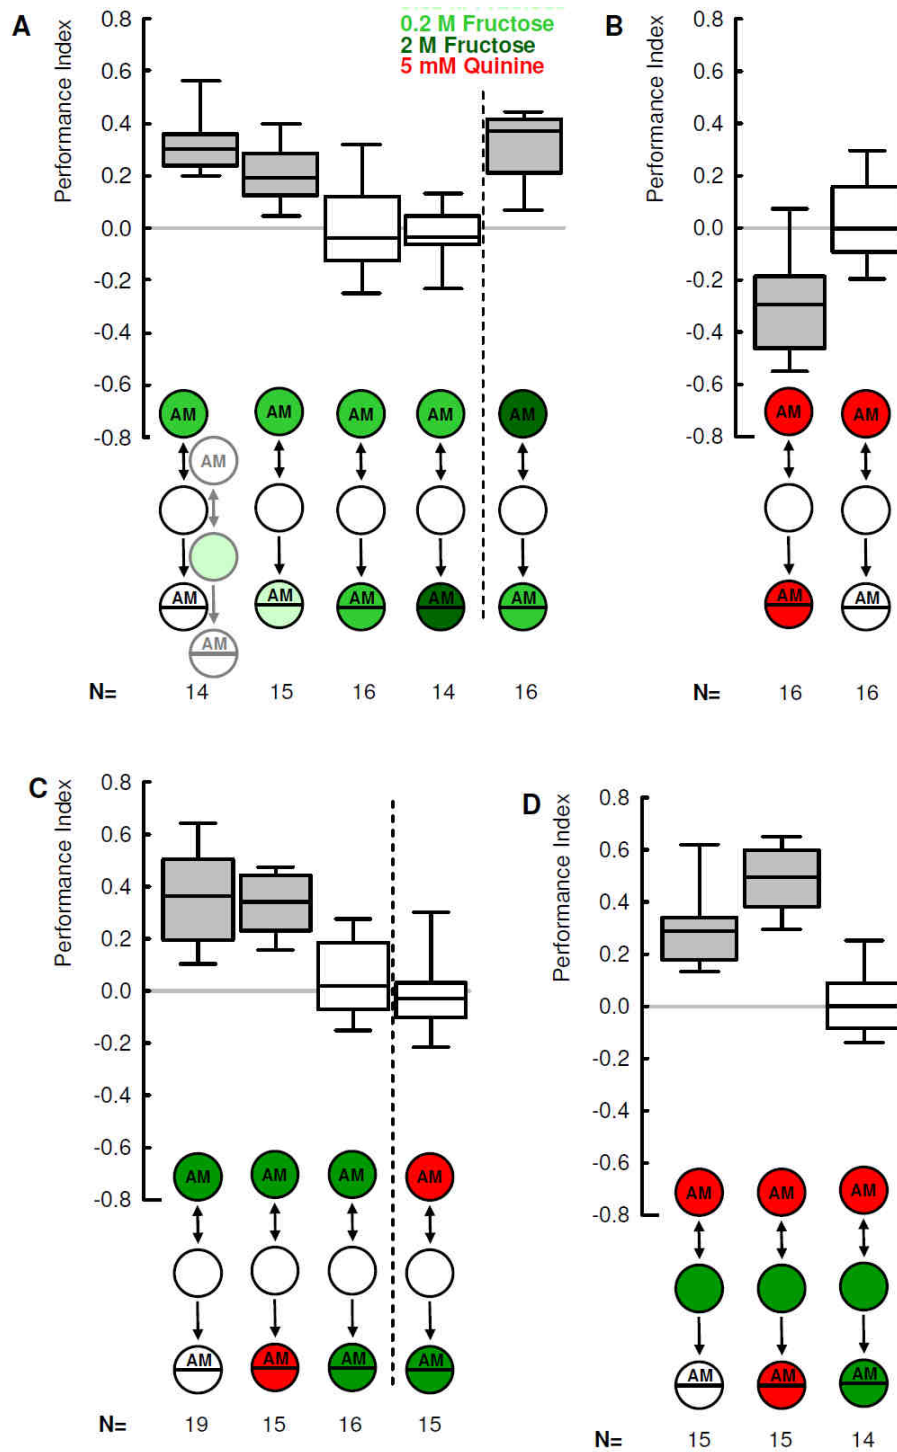 A
Performance Index
0.8
0.6
0.4
0.2
0.0
-0.2
-0.4
-0.6
-0.8
0.2 M Fructose
2 M Fructose
5 mM Quinine
AM AM AM AM AM
AM
AM AM AM AM AM
AM
N= 14 15 16 14 16
B
Performance Index
0.8
0.6
0.4
0.2
0.0
-0.2
-0.4
-0.6
-0.8
AM AM
AM AM
N= 16 16
C
Performance Index
0.8
0.6
0.4
0.2
0.0
-0.2
-0.4
-0.6
-0.8
AM AM AM AM
AM AM AM AM
N= 19 15 16 15
D
Performance Index
0.8
0.6
0.4
0.2
0.0
-0.2
-0.4
-0.6
-0.8
AM AM AM
AM AM AM
N= 15 15 14